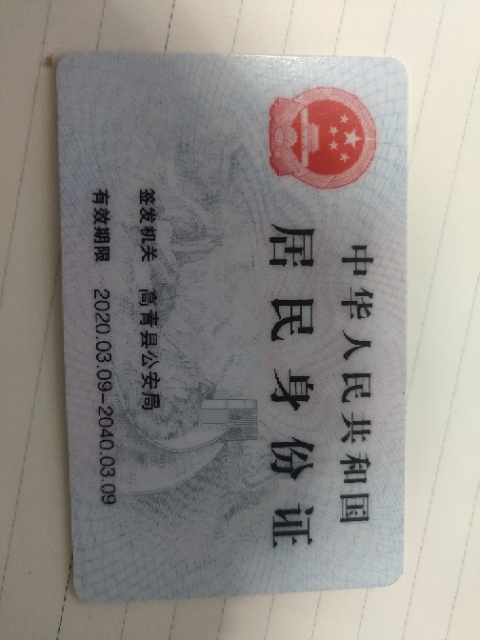 中华人民共和国
居民身份证
签发机关 高青县公安局
有效期限 2020.03.09-2040.03.09